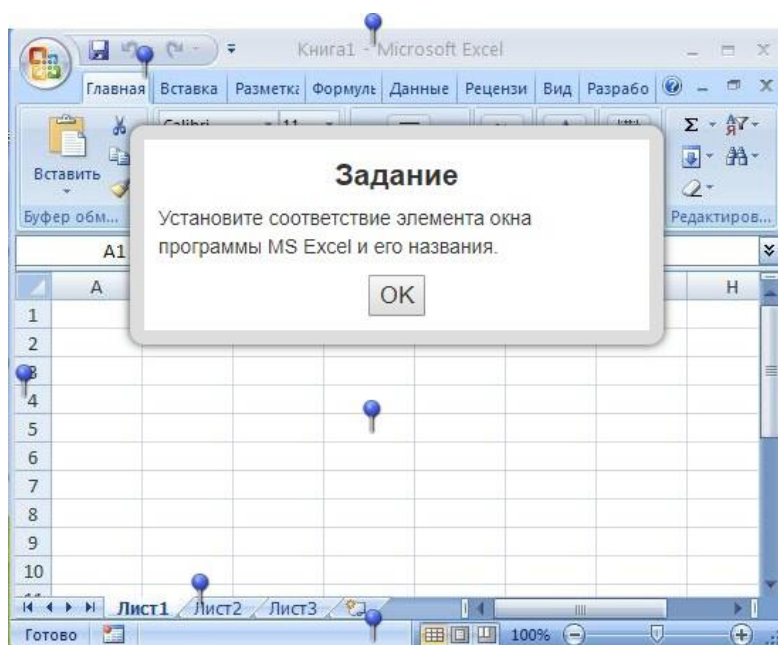 Книга1 - Microsoft Excel
Главная Вставка Разметка Формулы Данные Рецензи Вид Разрабо
Calibri 11
Вставить
Буфер обм... Редактиров...
A1
Задание
Установите соответствие элемента окна
программы MS Excel и его названия.
OK
A H
1
2
3
4
5
6
7
8
9
10
Лист1 Лист2 Лист3
Готово 100%